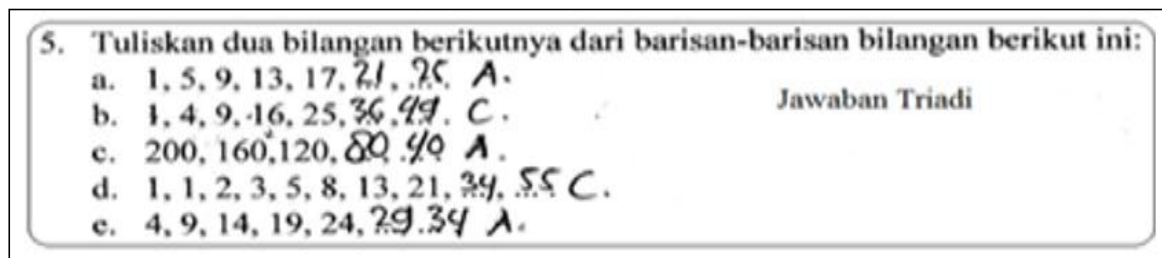 5. Tuliskan dua bilangan berikutnya dari barisan-barisan bilangan berikut ini:
a. 1, 5, 9, 13, 17, 21, 25. A.
Jawaban Triadi
b. 1, 4, 9, 16, 25, 36, 49. C.
c. 200, 160, 120, 80. 40 A.
d. 1, 1, 2, 3, 5, 8, 13, 21, 34, 55 C.
e. 4, 9, 14, 19, 24, 29. 34 A.